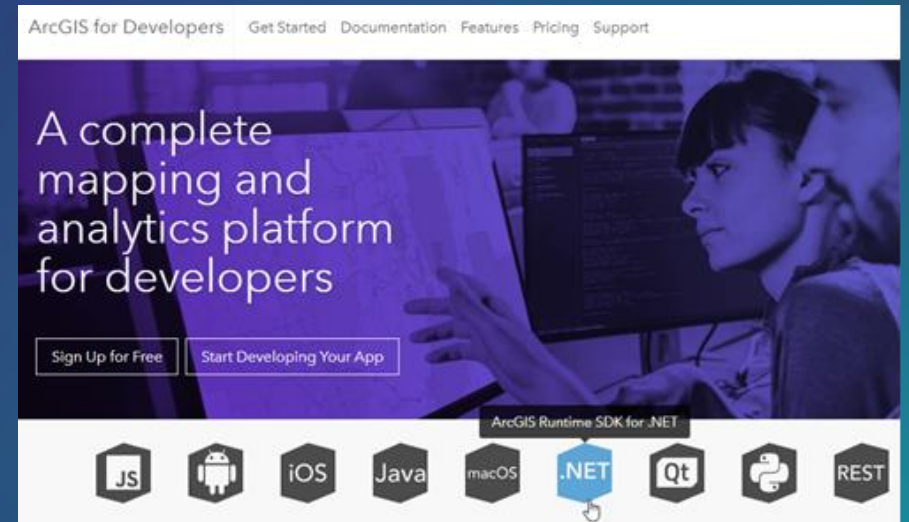 ArcGIS for Developers Get Started Documentation Features Pricing Support
A complete
mapping and
analytics platform
for developers
Sign Up for Free Start Developing Your App
ArcGIS Runtime SDK for .NET
JS iOS Java macOS .NET Qt REST